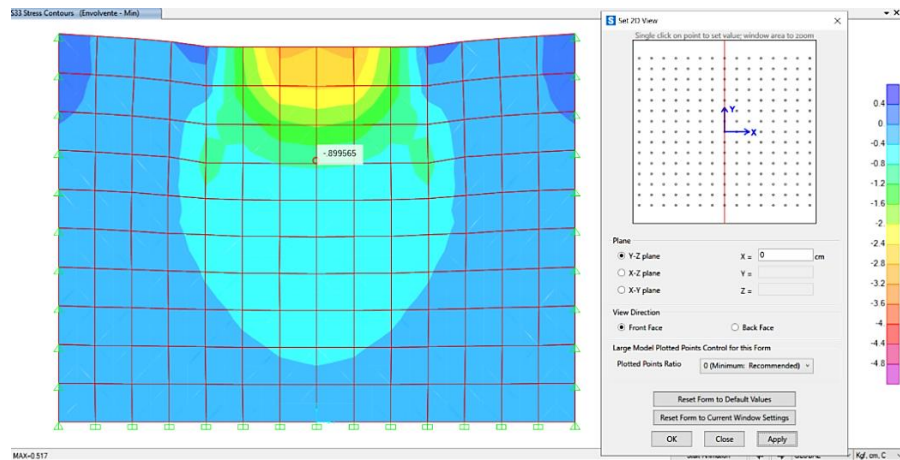 S33 Stress Contours (Envolvente - Min)
-.899565
MAX=0.517
S Set 2D View
Single click on point to set value; window area to zoom
Y
X
Plane
Y-Z plane X = 0 cm
X-Z plane Y =
X-Y plane Z =
View Direction
Front Face Back Face
Large Model Plotted Points Control for this Form
Plotted Points Ratio 0 (Minimum: Recommended)
Reset Form to Default Values
Reset Form to Current Window Settings
OK Close Apply
0.4
0
-0.4
-0.8
-1.2
-1.6
-2
-2.4
-2.8
-3.2
-3.6
-4
-4.4
-4.8
Kgf, cm, C